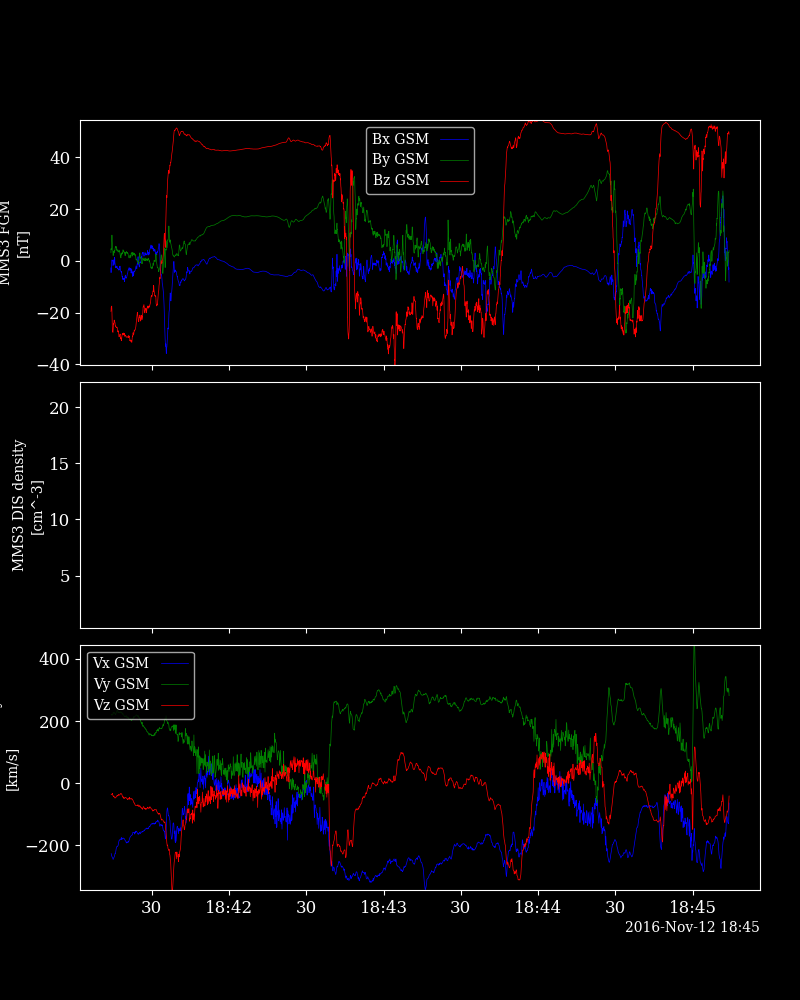 40
20
0
−20
−40
MMS3 FGM
[nT]
Bx GSM
By GSM
Bz GSM
20
15
10
5
MMS3 DIS density
[cm^-3]
400
200
0
−200
[km/s]
Vx GSM
Vy GSM
Vz GSM
30 18:42 30 18:43 30 18:44 30 18:45
2016-Nov-12 18:45